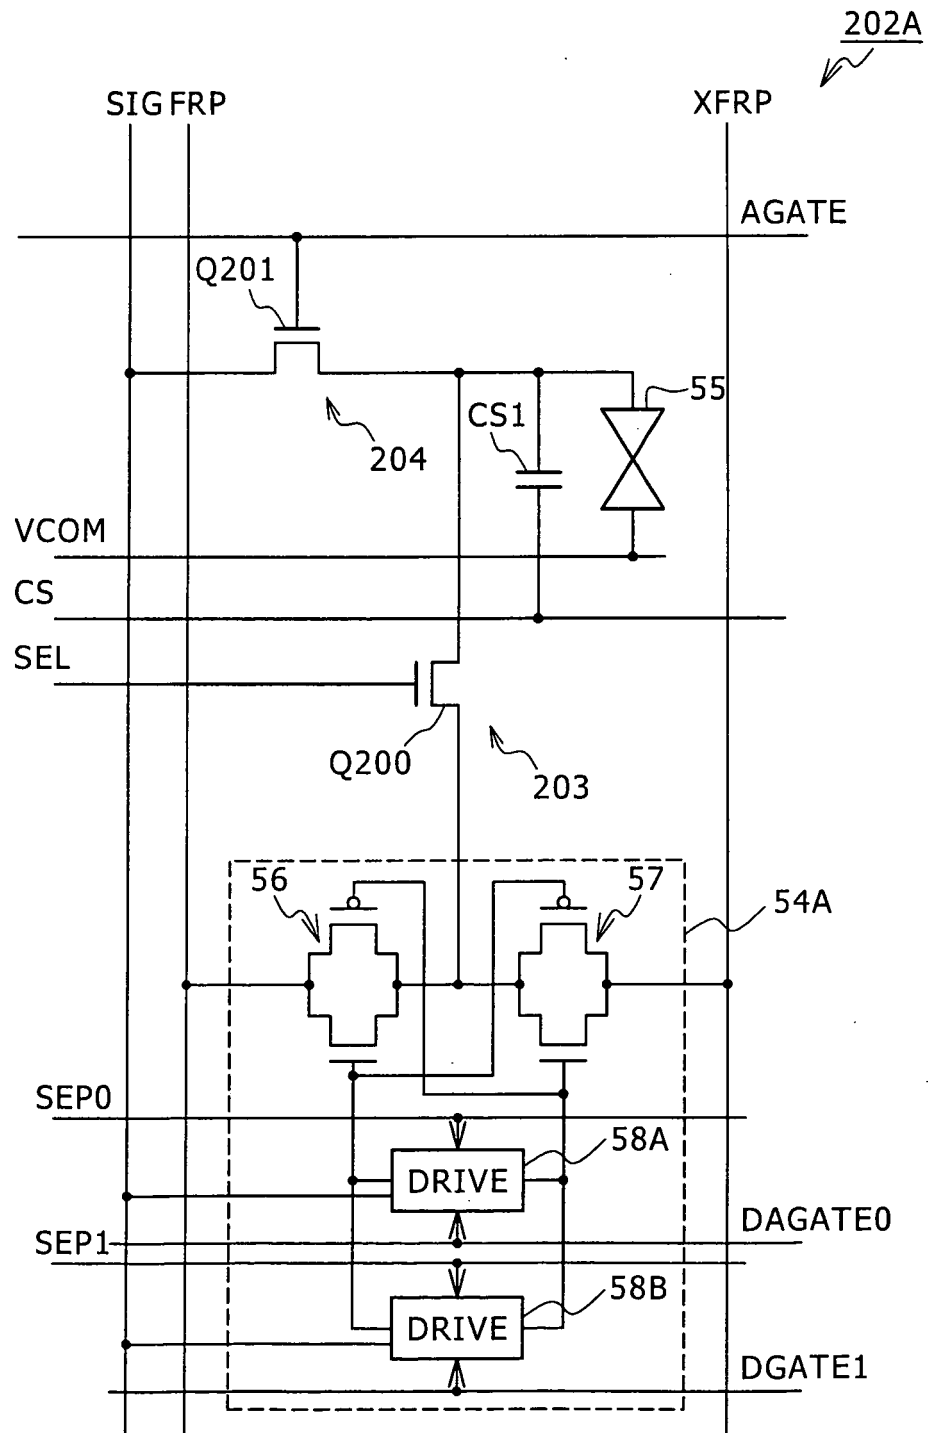 202A
SIG FRP XFRP
AGATE
Q201
55
CS1
204
VCOM
CS
SEL
Q200
203
56 57
54A
SEP0
58A
DRIVE
DAGATE0
SEP1
58B
DRIVE
DGATE1